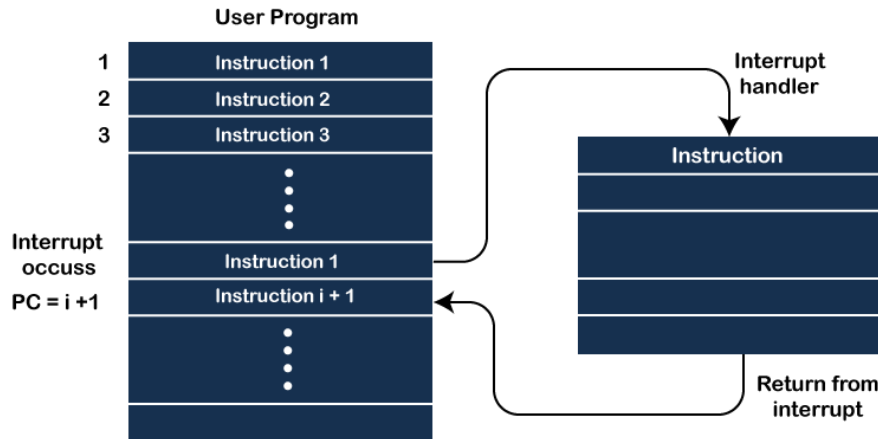 User Program
1 Instruction 1
2 Instruction 2
3 Instruction 3
Interrupt
occuss
Instruction 1
PC = i +1 Instruction i + 1
Interrupt
handler
Instruction
Return from
interrupt